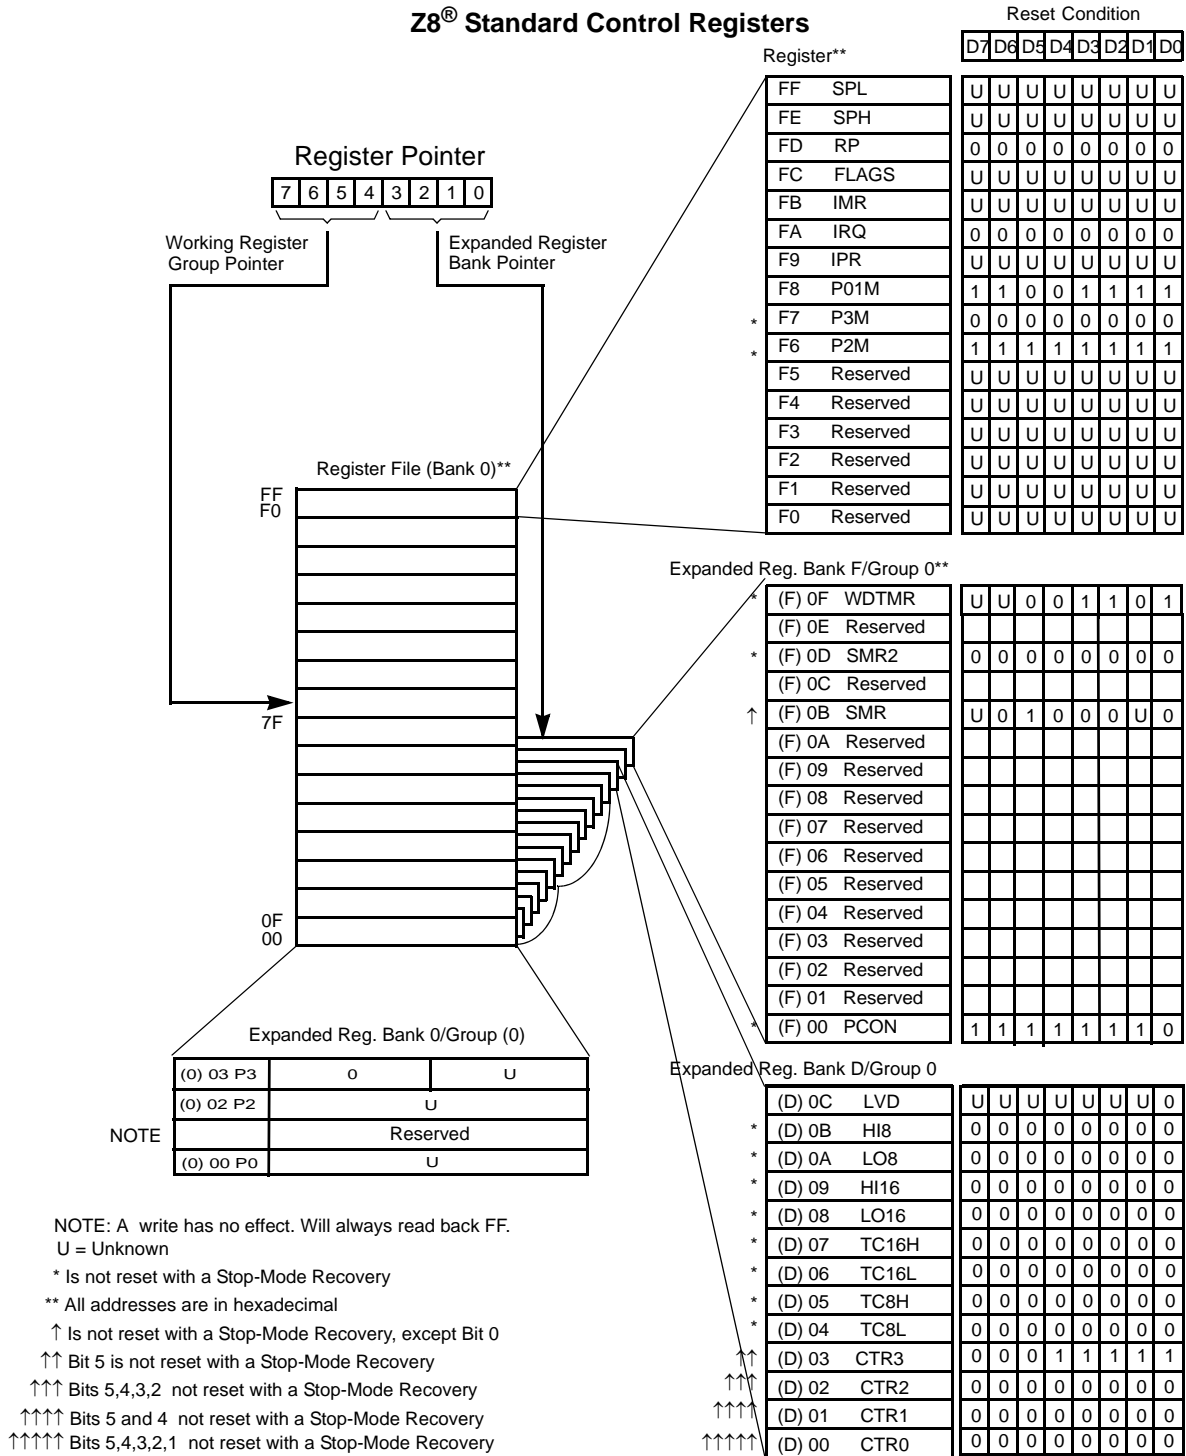 Z8® Standard Control Registers
Reset Condition
D7 D6 D5 D4 D3 D2 D1 D0
Register**
FF SPL U U U U U U U U
FE SPH U U U U U U U U
FD RP 0 0 0 0 0 0 0 0
FC FLAGS U U U U U U U U
FB IMR U U U U U U U U
FA IRQ 0 0 0 0 0 0 0 0
F9 IPR U U U U U U U U
F8 P01M 1 1 0 0 1 1 1 1
* F7 P3M 0 0 0 0 0 0 0 0
* F6 P2M 1 1 1 1 1 1 1 1
F5 Reserved U U U U U U U U
F4 Reserved U U U U U U U U
F3 Reserved U U U U U U U U
F2 Reserved U U U U U U U U
F1 Reserved U U U U U U U U
F0 Reserved U U U U U U U U
Register Pointer
7 6 5 4 3 2 1 0
Working Register
Group Pointer
Expanded Register
Bank Pointer
Register File (Bank 0)**
FF
F0
7F
0F
00
Expanded Reg. Bank F/Group 0**
* (F) 0F WDTMR U U 0 0 1 1 0 1
(F) 0E Reserved
* (F) 0D SMR2 0 0 0 0 0 0 0 0
(F) 0C Reserved
↑ (F) 0B SMR U 0 1 0 0 0 U 0
(F) 0A Reserved
(F) 09 Reserved
(F) 08 Reserved
(F) 07 Reserved
(F) 06 Reserved
(F) 05 Reserved
(F) 04 Reserved
(F) 03 Reserved
(F) 02 Reserved
(F) 01 Reserved
* (F) 00 PCON 1 1 1 1 1 1 1 0
Expanded Reg. Bank 0/Group (0)
(0) 03 P3 0 U
(0) 02 P2 U
NOTE Reserved
(0) 00 P0 U
Expanded Reg. Bank D/Group 0
(D) 0C LVD U U U U U U U 0
* (D) 0B HI8 0 0 0 0 0 0 0 0
* (D) 0A LO8 0 0 0 0 0 0 0 0
* (D) 09 HI16 0 0 0 0 0 0 0 0
* (D) 08 LO16 0 0 0 0 0 0 0 0
* (D) 07 TC16H 0 0 0 0 0 0 0 0
* (D) 06 TC16L 0 0 0 0 0 0 0 0
* (D) 05 TC8H 0 0 0 0 0 0 0 0
* (D) 04 TC8L 0 0 0 0 0 0 0 0
↑↑ (D) 03 CTR3 0 0 0 1 1 1 1 1
↑↑↑ (D) 02 CTR2 0 0 0 0 0 0 0 0
↑↑↑↑ (D) 01 CTR1 0 0 0 0 0 0 0 0
↑↑↑↑↑ (D) 00 CTR0 0 0 0 0 0 0 0 0
NOTE: A write has no effect. Will always read back FF.
U = Unknown
* Is not reset with a Stop-Mode Recovery
** All addresses are in hexadecimal
↑ Is not reset with a Stop-Mode Recovery, except Bit 0
↑↑ Bit 5 is not reset with a Stop-Mode Recovery
↑↑↑ Bits 5,4,3,2 not reset with a Stop-Mode Recovery
↑↑↑↑ Bits 5 and 4 not reset with a Stop-Mode Recovery
↑↑↑↑↑ Bits 5,4,3,2,1 not reset with a Stop-Mode Recovery